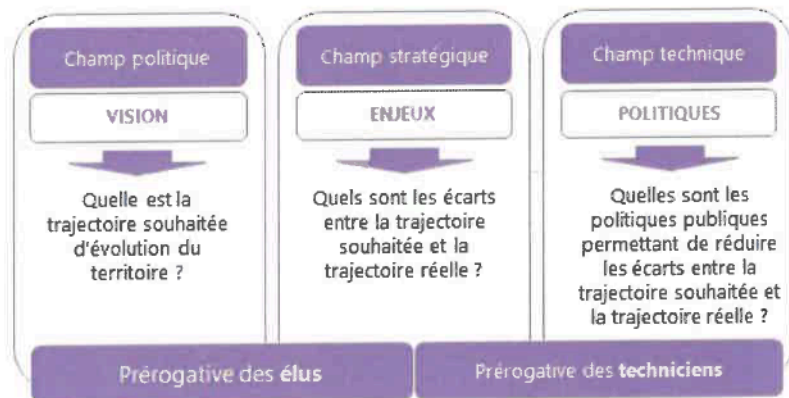 Champ politique
VISION
Quelle est la
trajectoire souhaitée
d'évolution du
territoire ?
Champ stratégique
ENJEUX
Quels sont les écarts
entre la trajectoire
souhaitée et la
trajectoire réelle ?
Champ technique
POLITIQUES
Quelles sont les
politiques publiques
permettant de réduire
les écarts entre la
trajectoire souhaitée et
la trajectoire réelle ?
Prérogative des élus
Prérogative des techniciens